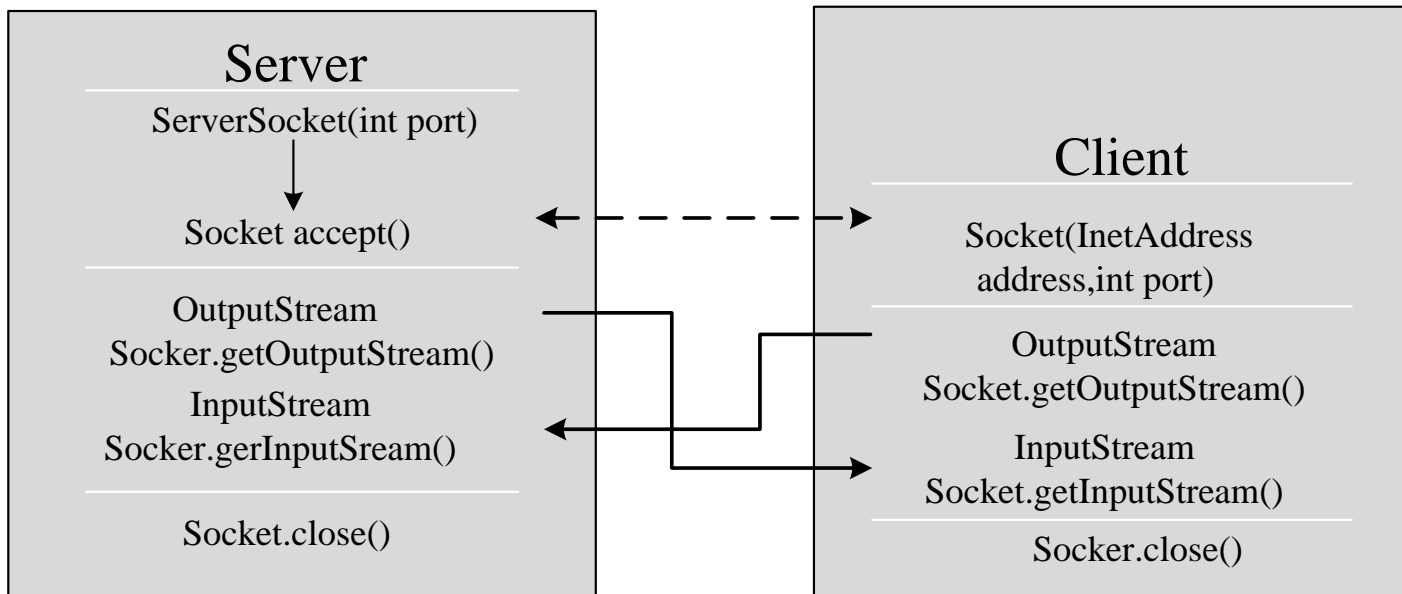 Server
ServerSocket(int port)
Socket accept()
OutputStream
Socker.getOutputStream()
InputStream
Socker.gerInputSream()
Socket.close()
Client
Socket(InetAddress
address,int port)
OutputStream
Socket.getOutputStream()
InputStream
Socket.getInputStream()
Socker.close()